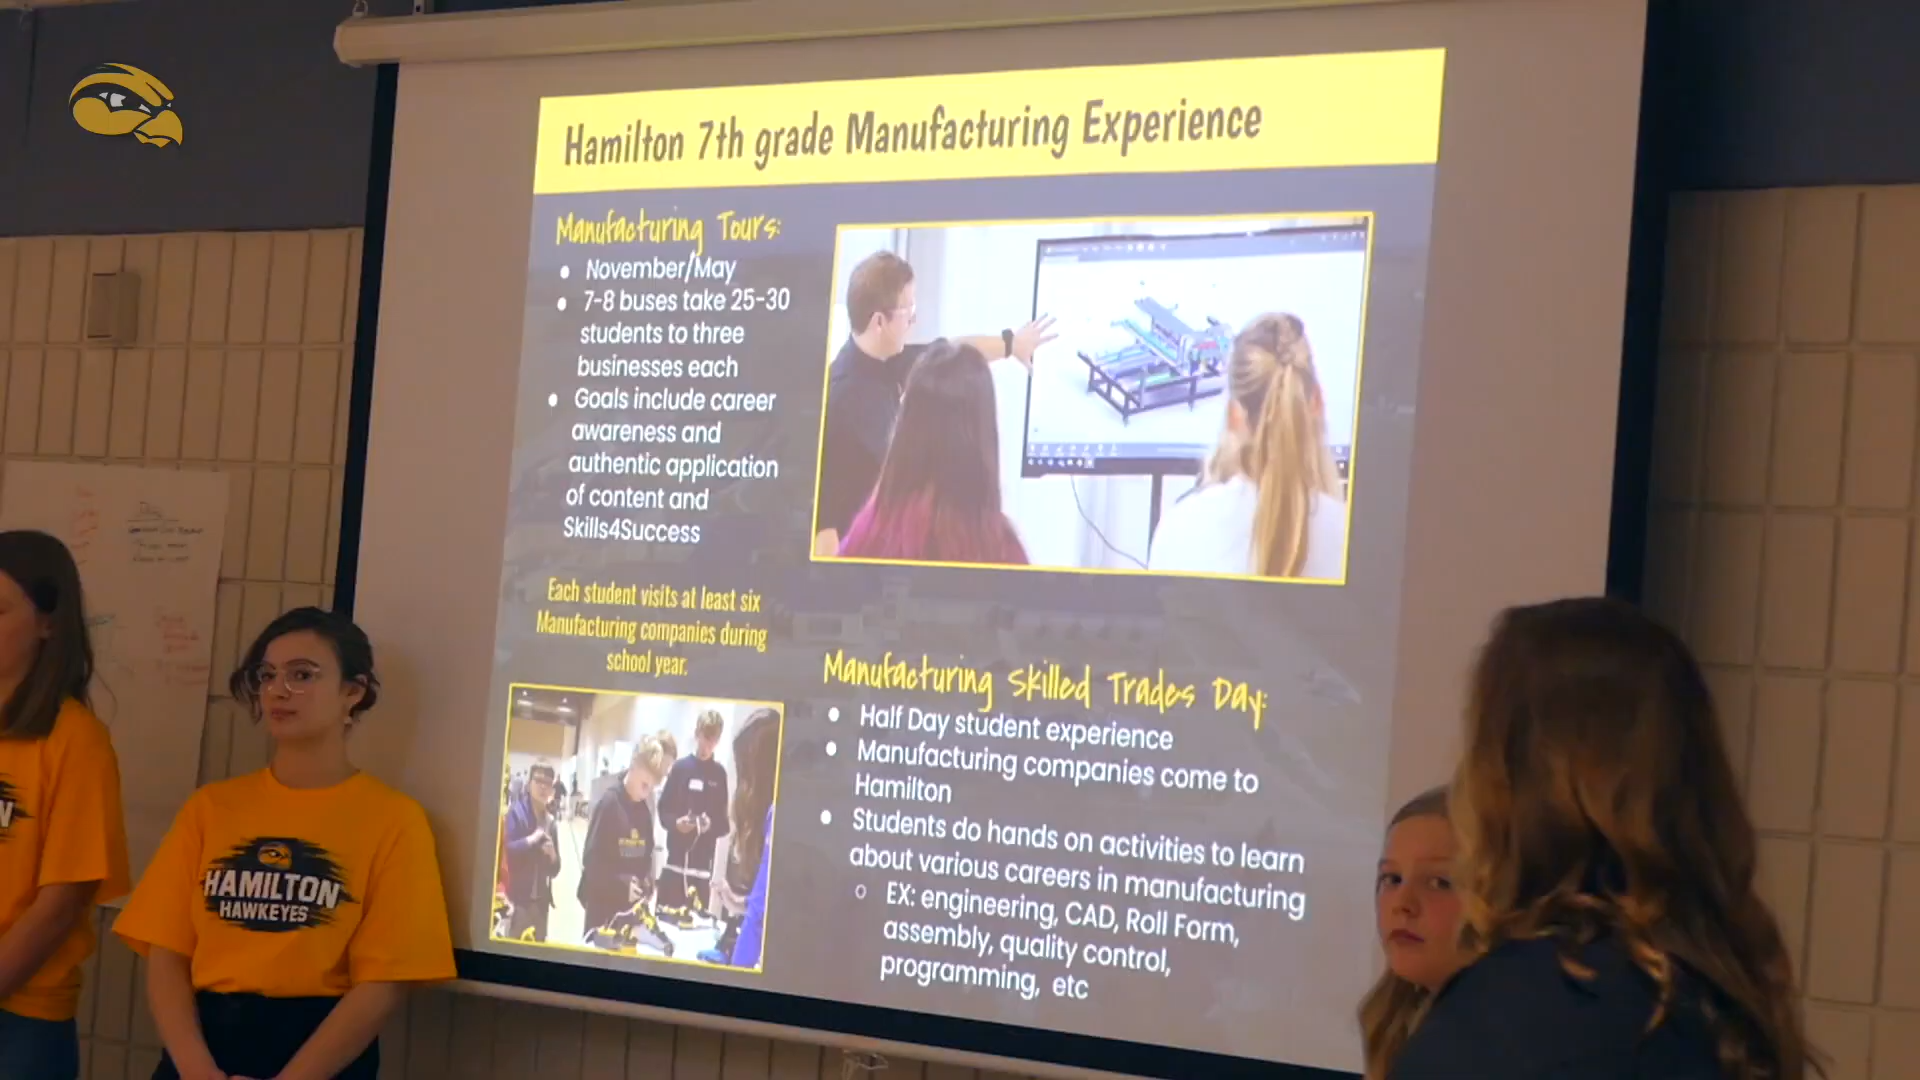 Hamilton 7th grade Manufacturing Experience
Manufacturing Tours:
● November/May
● 7-8 buses take 25-30
students to three
businesses each
● Goals include career
awareness and
authentic application
of content and
Skills4Success
Each student visits at least six
Manufacturing companies during
school year.
Manufacturing Skilled Trades Day:
● Half Day student experience
● Manufacturing companies come to
Hamilton
● Students do hands on activities to learn
about various careers in manufacturing
○ EX: engineering, CAD, Roll Form,
assembly, quality control,
programming, etc
HAMILTON
HAWKEYES